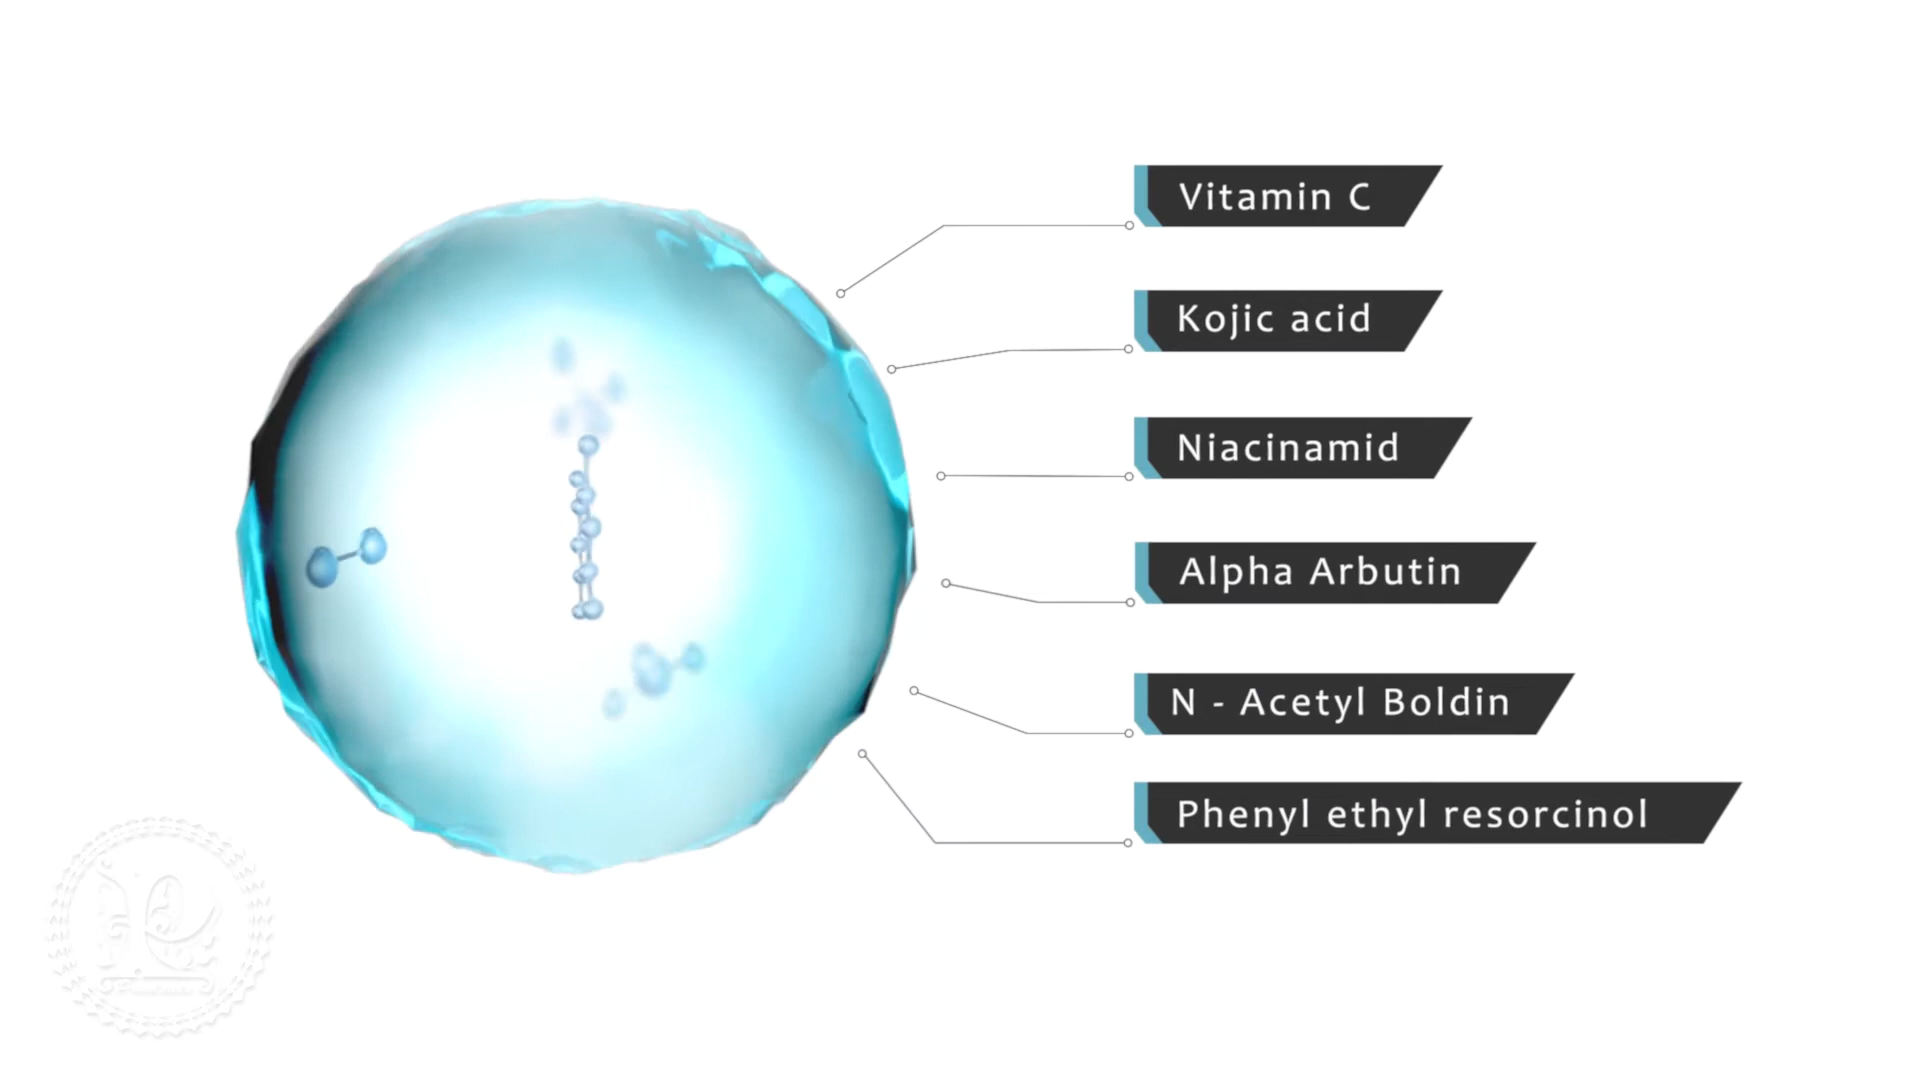 Vitamin C
Kojic acid
Niacinamid
Alpha Arbutin
N - Acetyl Boldin
Phenyl ethyl resorcinol